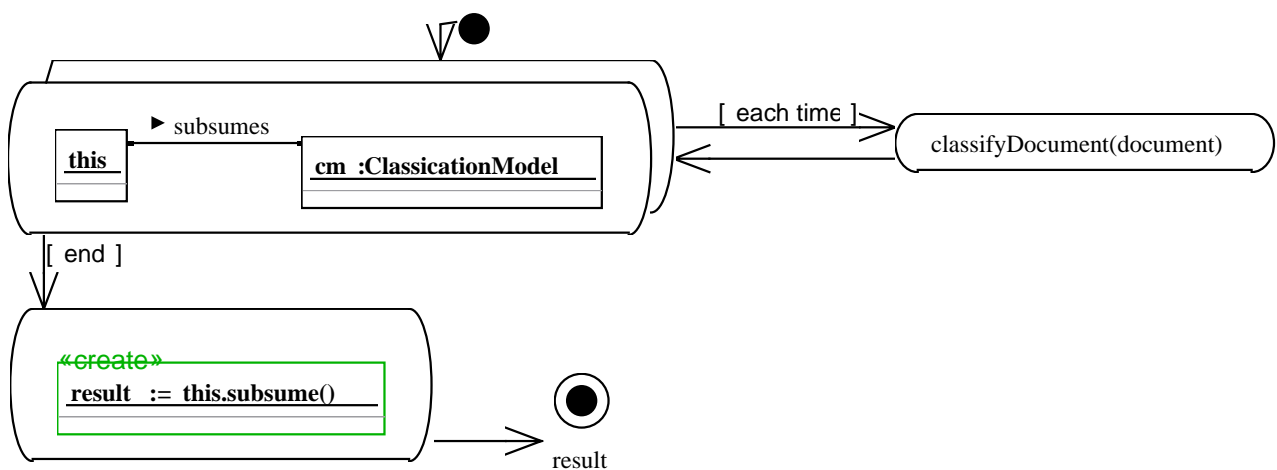 [ each time ]
► subsumes
classifyDocument(document)
this
cm :ClassicationModel
[ end ]
«create»
result := this.subsume()
result